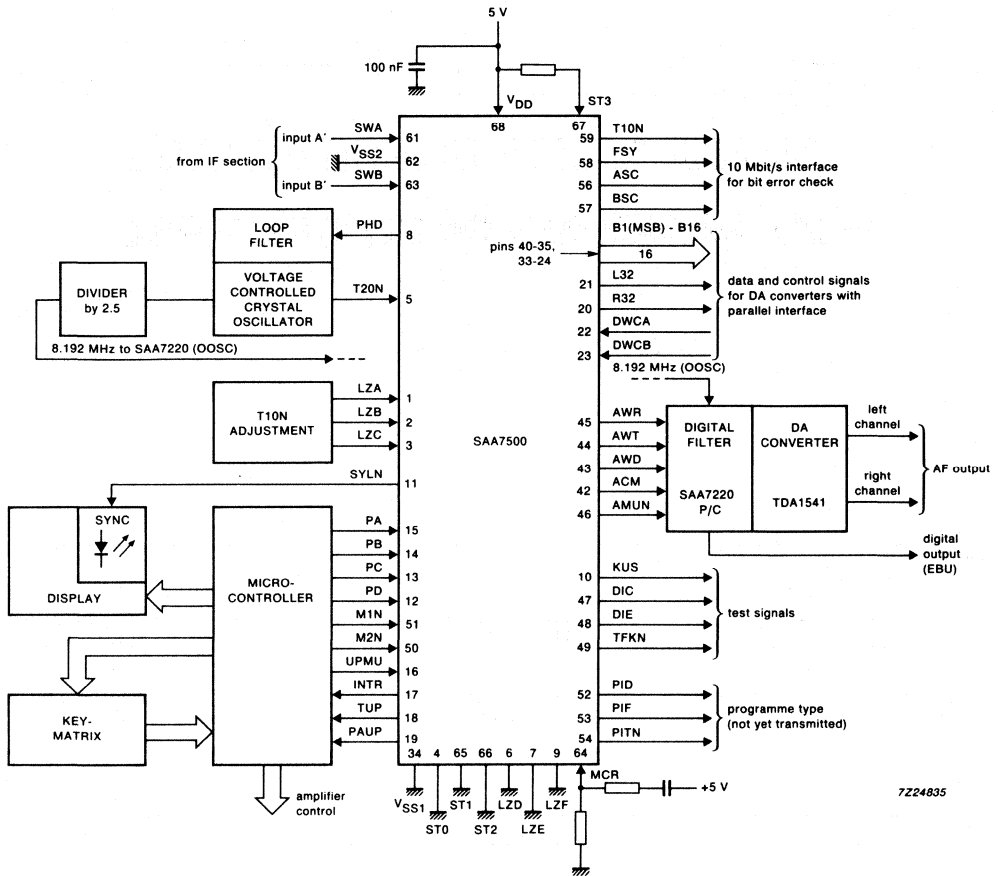 5 V
100 nF
VDD
ST3
68
67
input A'
SWA
61
from IF section
VSS2
62
input B'
SWB
63
59
T10N
58
FSY
56
ASC
57
BSC
10 Mbit/s interface
for bit error check
LOOP
FILTER
PHD
8
VOLTAGE
CONTROLLED
CRYSTAL
OSCILLATOR
T20N
5
DIVIDER
by 2.5
8.192 MHz to SAA7220 (OOSC)
pins 40-35,
33-24
B1(MSB) - B16
16
21
L32
20
R32
22
DWCA
23
DWCB
data and control signals
for DA converters with
parallel interface
8.192 MHz (OOSC)
T10N
ADJUSTMENT
LZA
1
LZB
2
LZC
3
SAA7500
45
AWR
44
AWT
43
AWD
42
ACM
46
AMUN
DIGITAL
FILTER
SAA7220
P/C
DA
CONVERTER
TDA1541
left
channel
right
channel
AF output
digital
output
(EBU)
SYLN
11
SYNC
DISPLAY
MICRO-
CONTROLLER
PA
15
PB
14
PC
13
PD
12
M1N
51
M2N
50
UPMU
16
INTR
17
TUP
18
PAUP
19
KEY-
MATRIX
amplifier
control
10
KUS
47
DIC
48
DIE
49
TFKN
test signals
52
PID
53
PIF
54
PITN
programme type
(not yet transmitted)
34 4 65 66 6 7 9 64
VSS1
ST0
ST1
ST2
LZD
LZE
LZF
MCR
+5 V
7Z24835